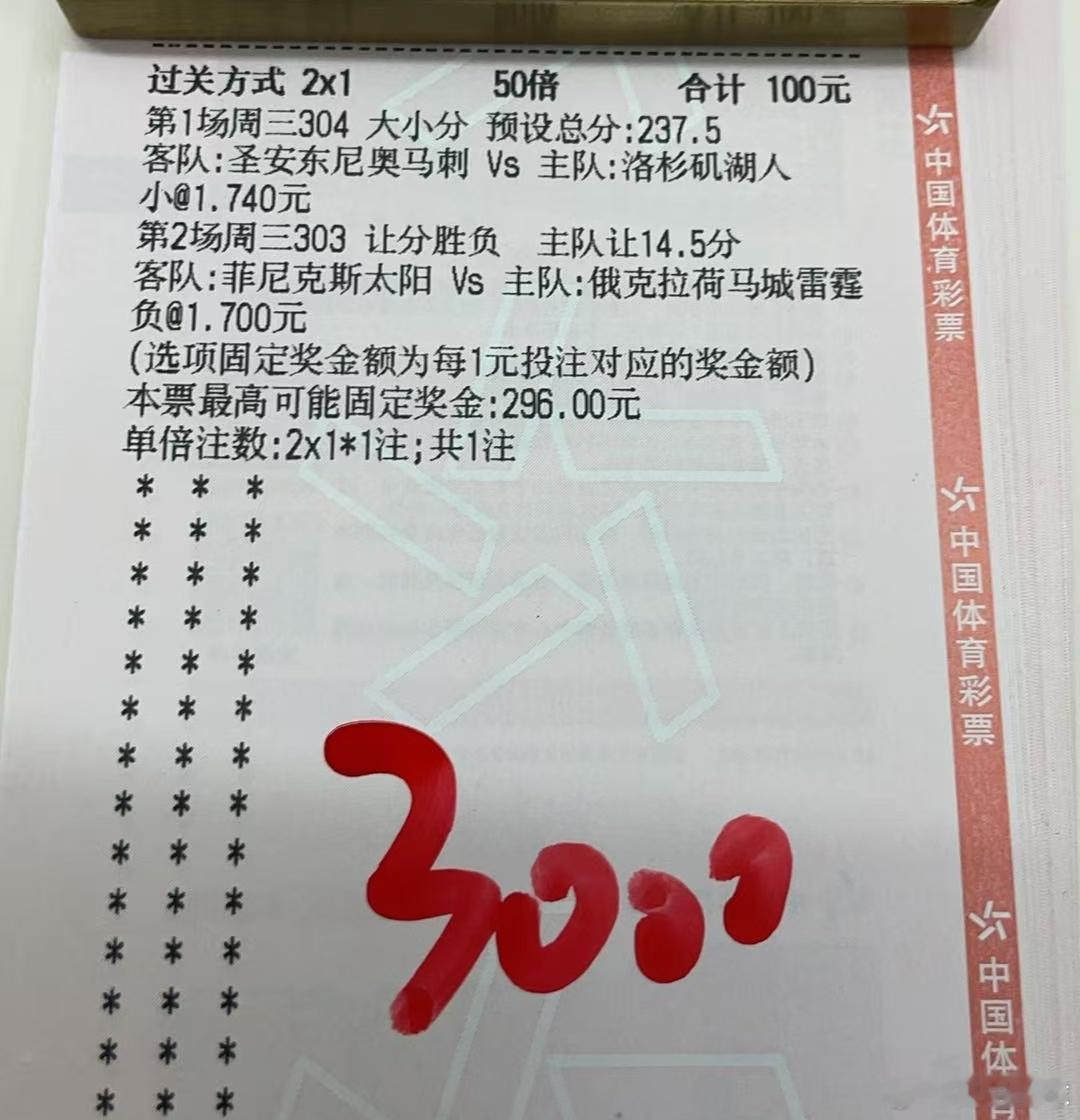 过关方式 2x1 50倍 合计 100元
第1场周三304 大小分 预设总分:237.5
客队:圣安东尼奥马刺 Vs 主队:洛杉矶湖人
小@1.740元
第2场周三303 让分胜负 主队让14.5分
客队:菲尼克斯太阳 Vs 主队:俄克拉荷马城雷霆
负@1.700元
(选项固定奖金额为每1元投注对应的奖金额)
本票最高可能固定奖金:296.00元
单倍注数:2x1*1注;共1注
* * *
* * *
* * *
* * *
* * *
* * *
* * *
* * *
* * *
* * *
* * *
* * *
* * *
* * *
3000
中国体育彩票
中国体育彩票
中国体